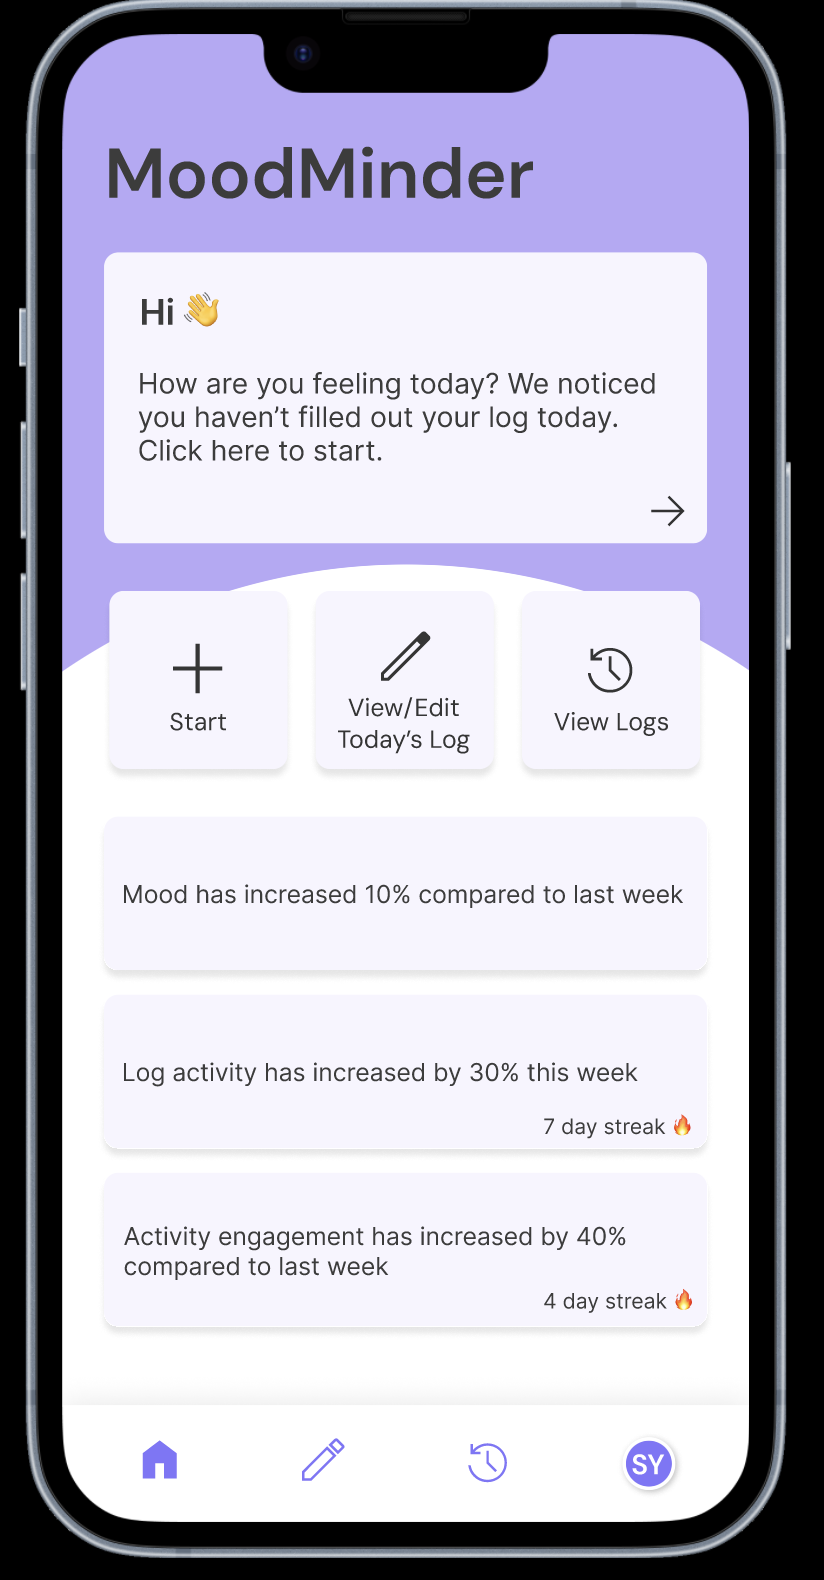 MoodMinder
Hi 👋
How are you feeling today? We noticed
you haven’t filled out your log today.
Click here to start.
Start
View/Edit
Today’s Log
View Logs
Mood has increased 10% compared to last week
Log activity has increased by 30% this week
7 day streak 🔥
Activity engagement has increased by 40%
compared to last week
4 day streak 🔥
SY